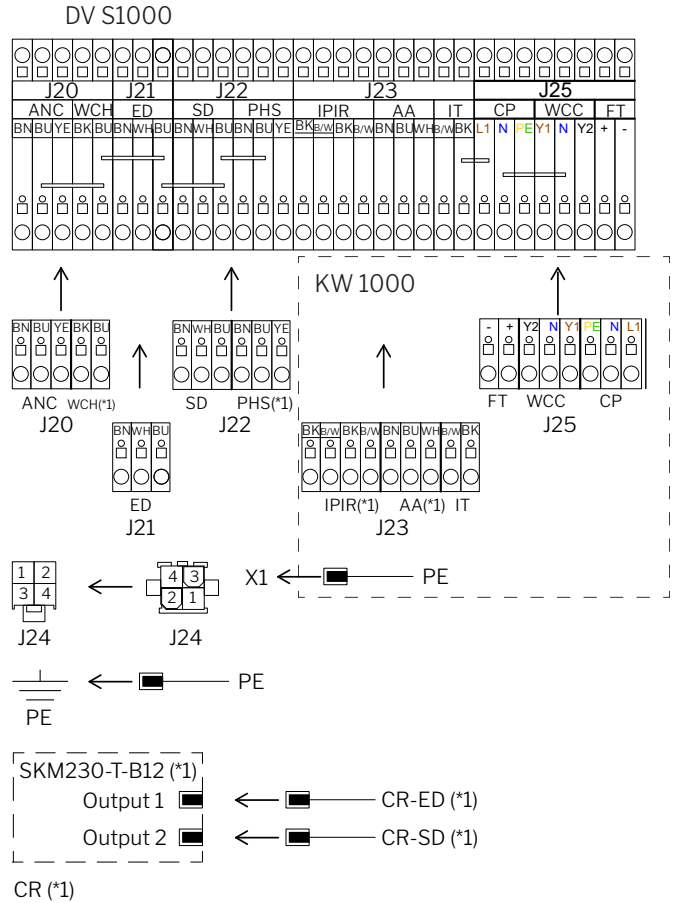 DV S1000
J20 J21 J22 J23 J25
ANC WCH ED SD PHS IPIR AA IT CP WCC FT
BN BU YE BK BU BN WH BU BN WH BU BN BU YE BK B/W BK B/W BN BU WH B/W BK L1 N PE Y1 N Y2 + -
KW 1000
BN BU YE BK BU BN WH BU BN BU YE - + Y2 N Y1 PE N L1
ANC WCH(*1) SD PHS(*1) FT WCC CP
J20 J22 J25
BN WH BU BK B/W BK B/W BN BU WH B/W BK
ED IPIR(*1) AA(*1) IT
J21 J23
1 2 4 3 X1 PE
3 4 2 1
J24 J24
PE
PE
SKM230-T-B12 (*1)
Output 1 CR-ED (*1)
Output 2 CR-SD (*1)
CR (*1)